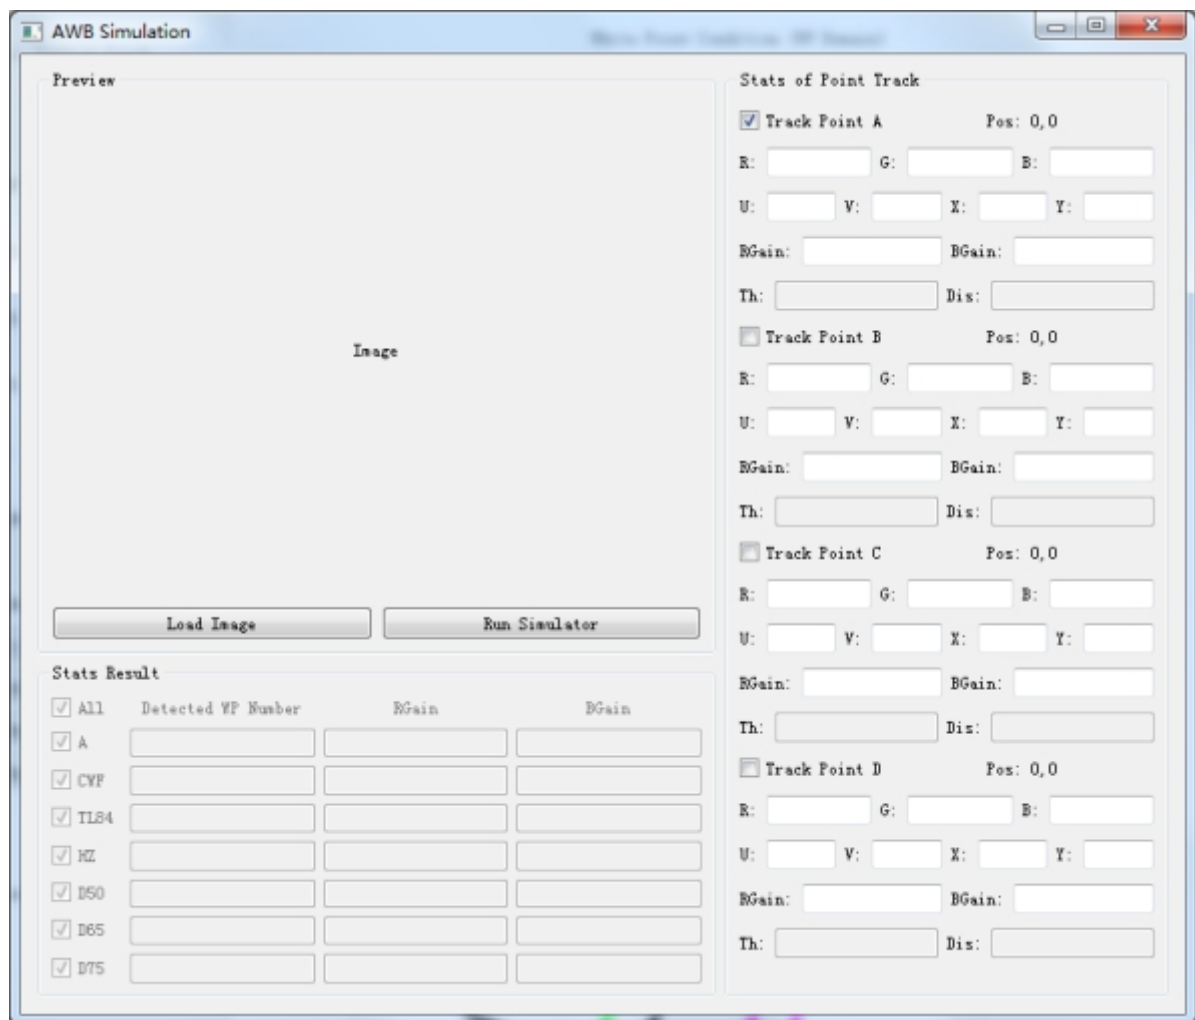 AWB Simulation
Preview
Image
Load Image Run Simulator
Stats Result
All Detected WP Number RGain BGain
A
CWF
TL84
HZ
D50
D65
D75
Stats of Point Track
Track Point A Pos: 0,0
R: G: B:
U: V: X: Y:
RGain: BGain:
Th: Dis:
Track Point B Pos: 0,0
R: G: B:
U: V: X: Y:
RGain: BGain:
Th: Dis:
Track Point C Pos: 0,0
R: G: B:
U: V: X: Y:
RGain: BGain:
Th: Dis:
Track Point D Pos: 0,0
R: G: B:
U: V: X: Y:
RGain: BGain:
Th: Dis: